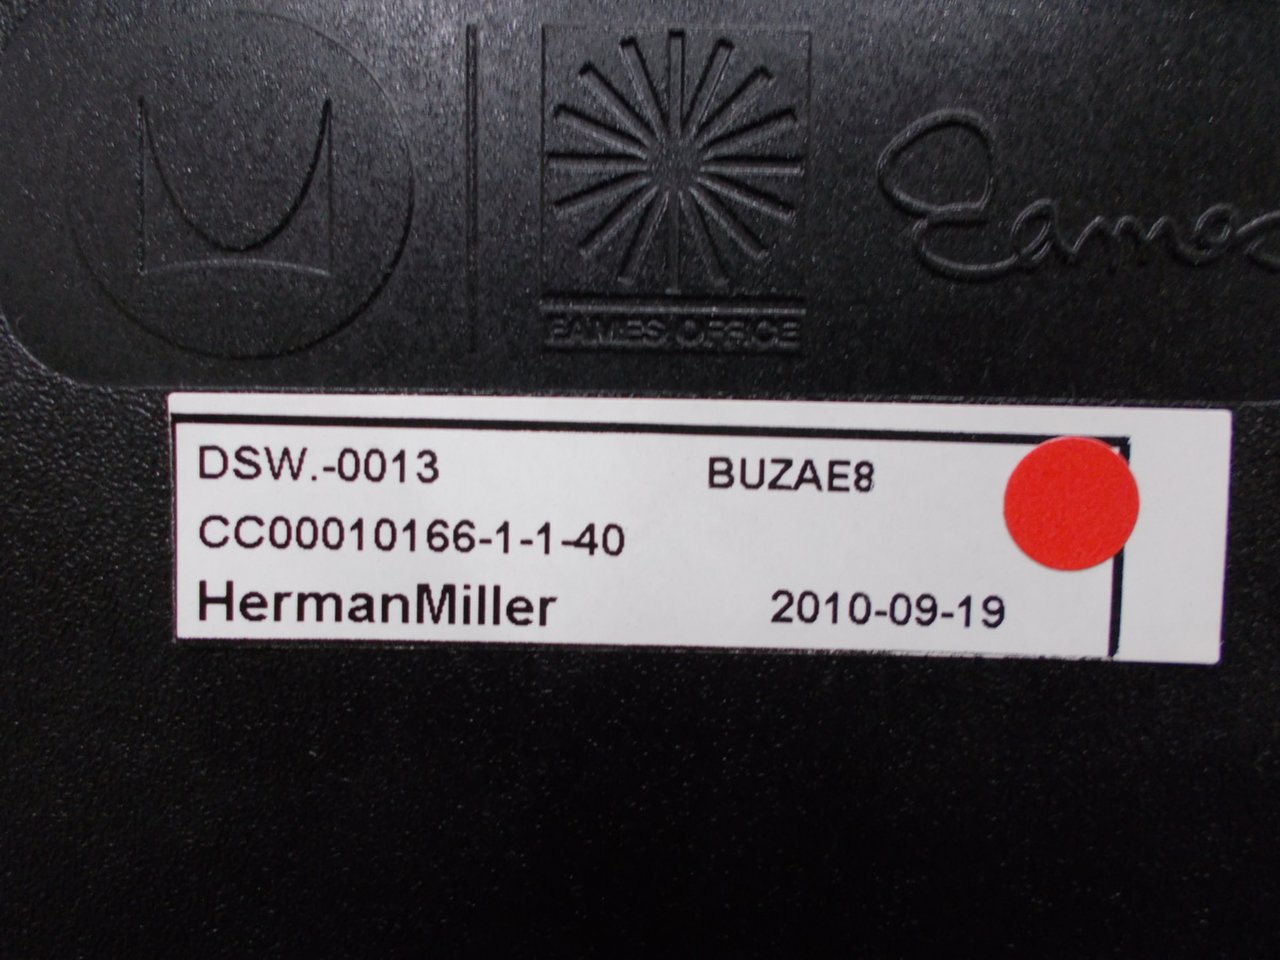 Eames
EAMES OFFICE
DSW.-0013 BUZAE8
CC00010166-1-1-40
HermanMiller 2010-09-19